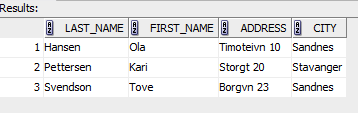 Results:
LAST_NAME FIRST_NAME ADDRESS CITY
1 Hansen Ola Timoteivn 10 Sandnes
2 Pettersen Kari Storgt 20 Stavanger
3 Svendson Tove Borgvn 23 Sandnes